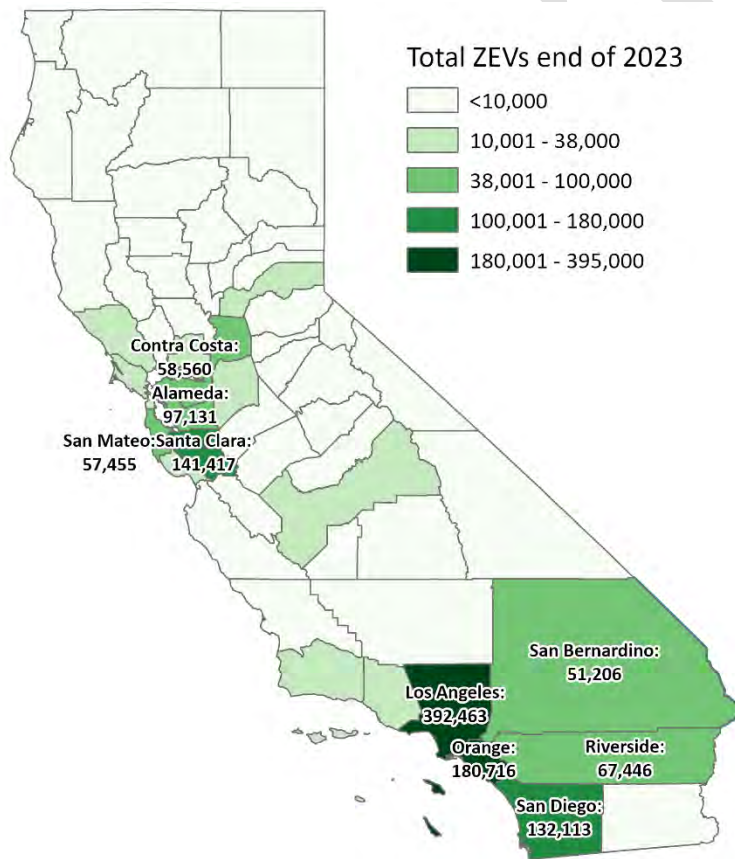 Total ZEVs end of 2023
<10,000
10,001 - 38,000
38,001 - 100,000
100,001 - 180,000
180,001 - 395,000
Contra Costa:
58,560
Alameda:
97,131
San Mateo:
57,455
Santa Clara:
141,417
San Bernardino:
51,206
Los Angeles:
392,463
Orange:
180,716
Riverside:
67,446
San Diego:
132,113